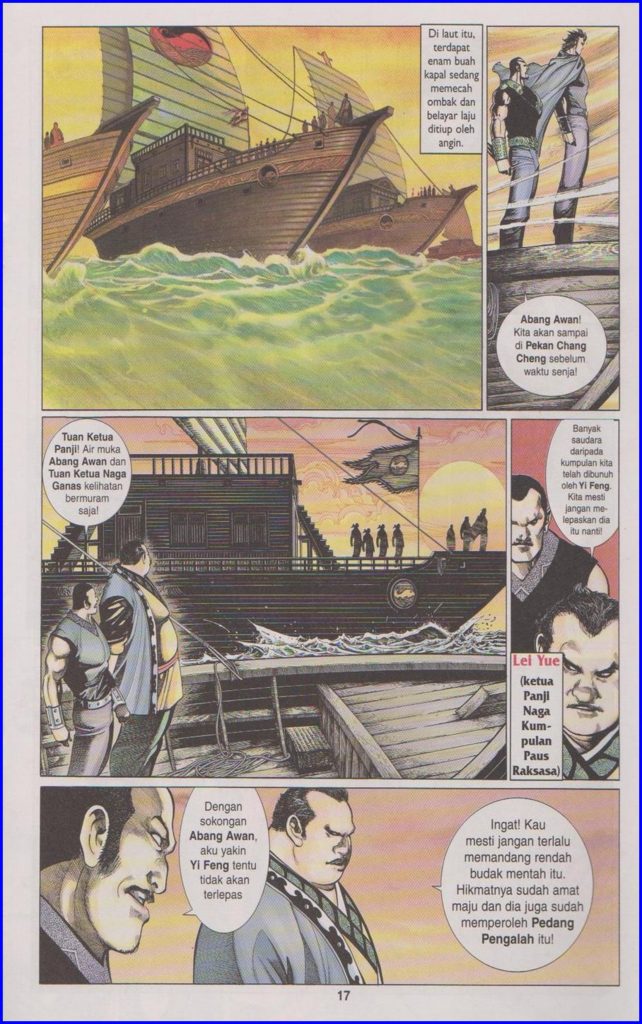 Di laut itu,
terdapat
enam buah
kapal sedang
memecah
ombak dan
belayar laju
ditiup oleh
angin.
Abang Awan!
Kita akan sampai
di Pekan Chang
Cheng sebelum
waktu senja!
Tuan Ketua
Panji! Air muka
Abang Awan dan
Tuan Ketua Naga
Ganas kelihatan
bermuram
saja!
Banyak
saudara
daripada
kumpulan kita
telah dibunuh
oleh Yi Feng.
Kita mesti
jangan me-
lepaskan dia
itu nanti!
Lei Yue
(ketua
Panji
Naga
Kum-
pulan
Paus
Raksasa)
Dengan
sokongan
Abang Awan,
aku yakin
Yi Feng tentu
tidak akan
terlepas
Ingat! Kau
mesti jangan terlalu
memandang rendah
budak mentah itu.
Hikmatnya sudah amat
maju dan dia juga sudah
memperoleh Pedang
Pengalah itu!
17